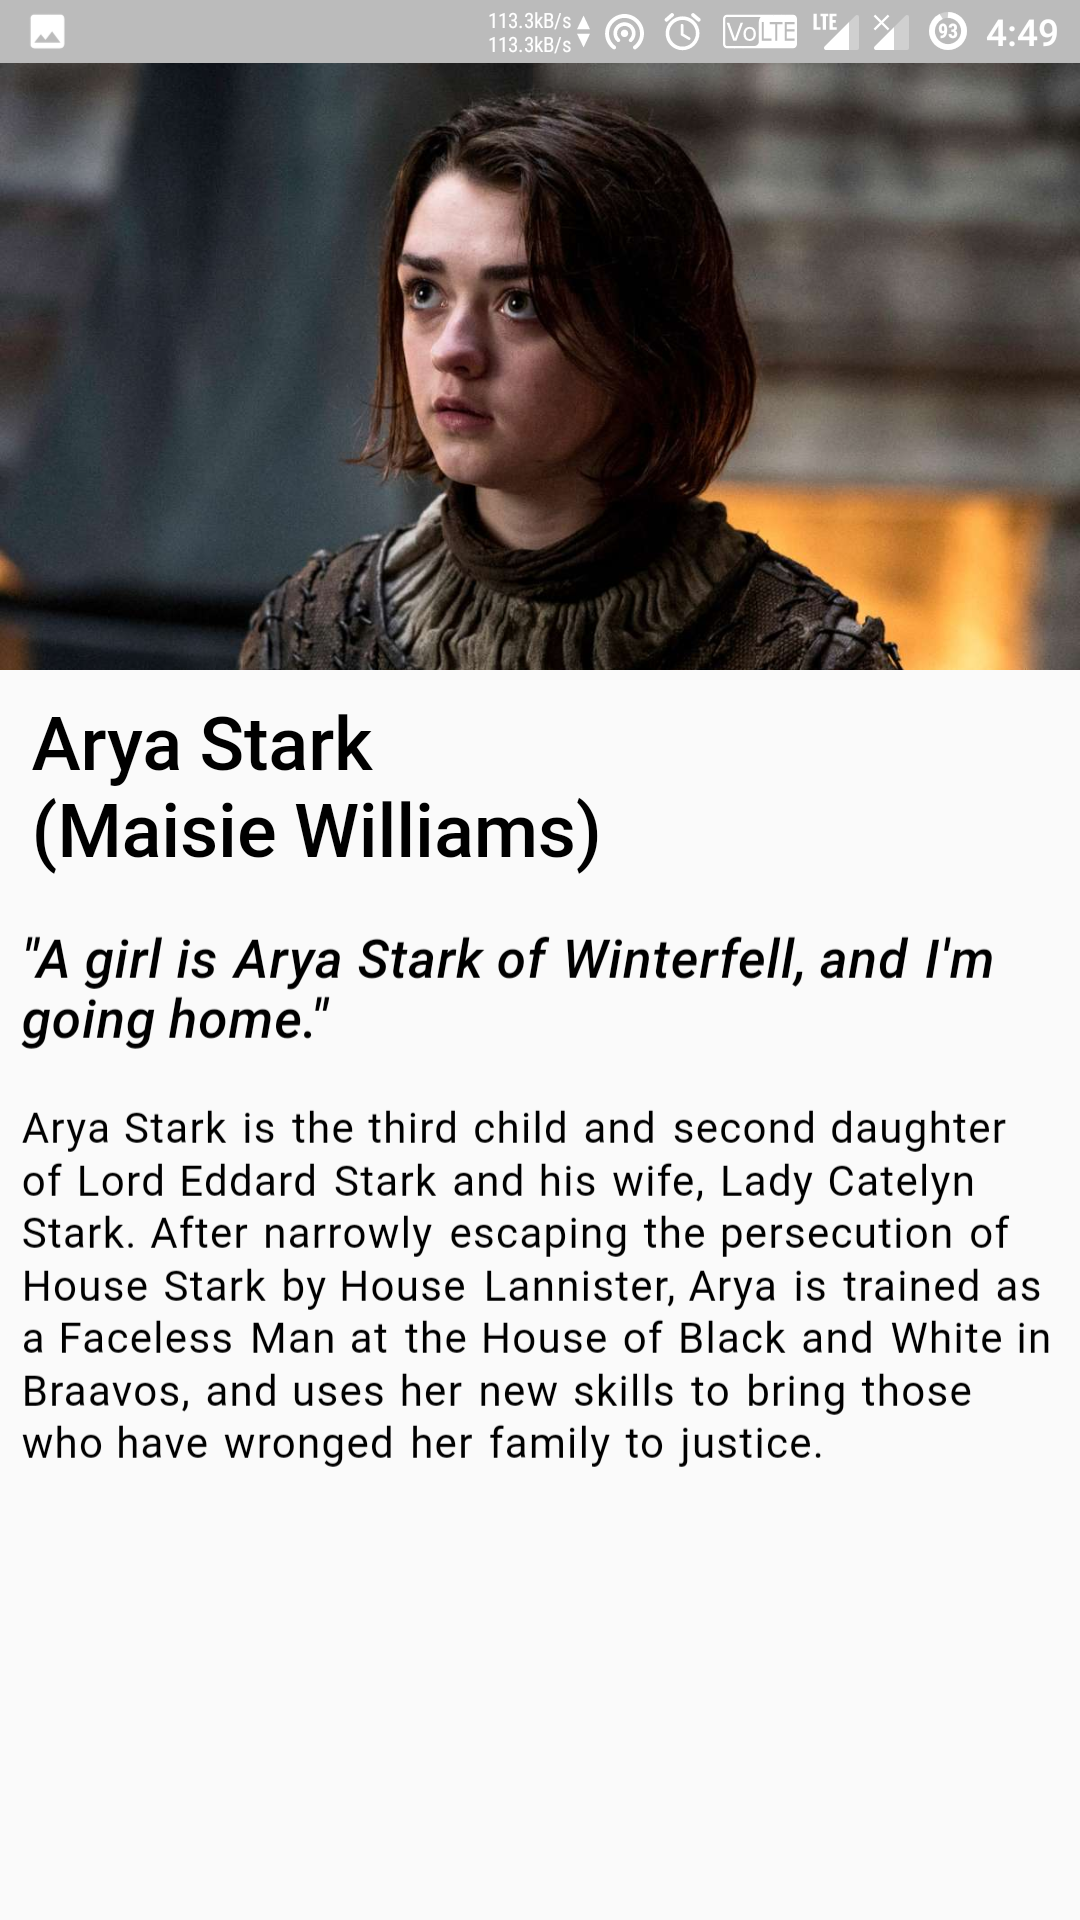 113.3kB/s
113.3kB/s
VoLTE
LTE
93
4:49
Arya Stark
(Maisie Williams)
"A girl is Arya Stark of Winterfell, and I'm
going home."
Arya Stark is the third child and second daughter
of Lord Eddard Stark and his wife, Lady Catelyn
Stark. After narrowly escaping the persecution of
House Stark by House Lannister, Arya is trained as
a Faceless Man at the House of Black and White in
Braavos, and uses her new skills to bring those
who have wronged her family to justice.